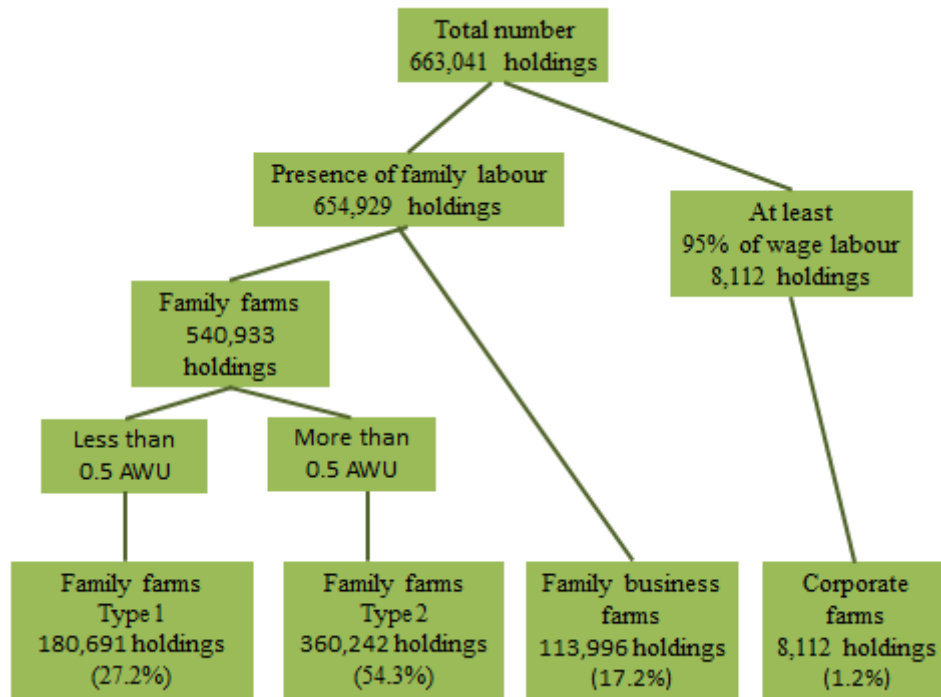 Total number
663,041 holdings
Presence of family labour
654,929 holdings
At least
95% of wage labour
8,112 holdings
Family farms
540,933
holdings
Less than
0.5 AWU
More than
0.5 AWU
Family farms
Type 1
180,691 holdings
(27.2%)
Family farms
Type 2
360,242 holdings
(54.3%)
Family business
farms
113,996 holdings
(17.2%)
Corporate
farms
8,112 holdings
(1.2%)